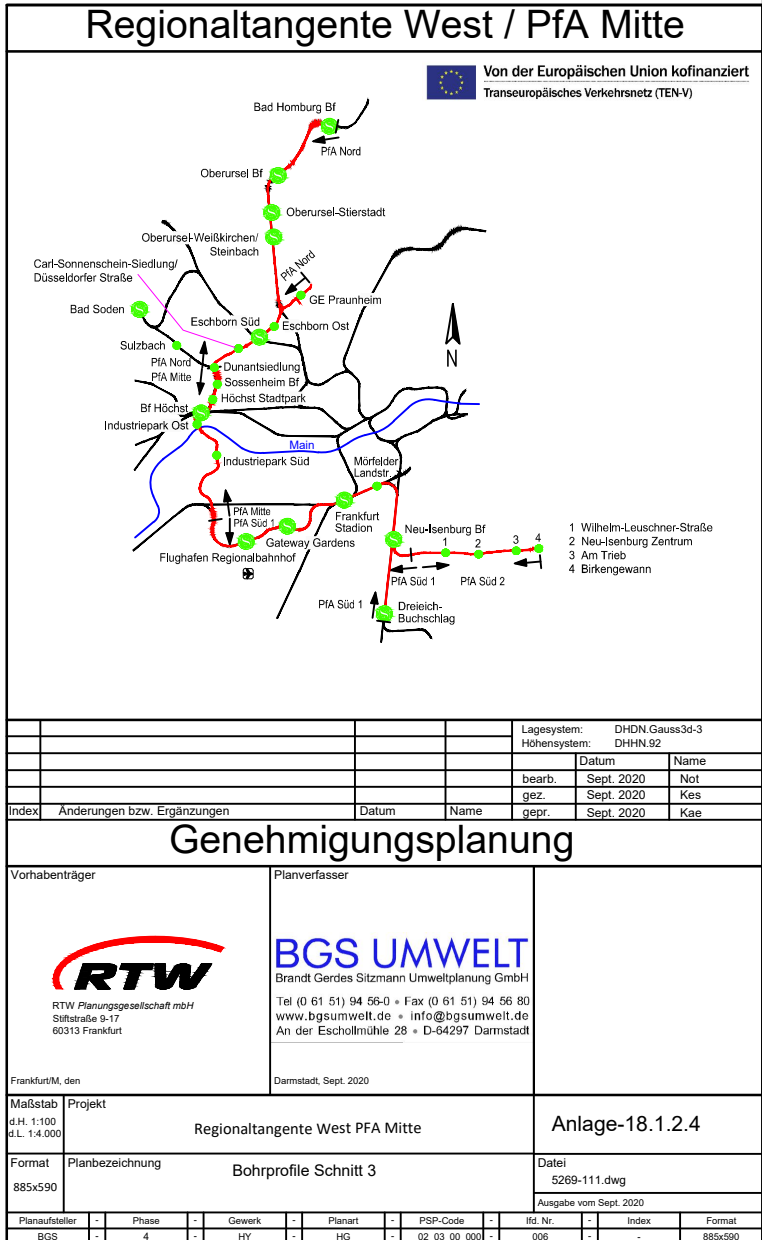 Regionaltangente West / PfA Mitte
Von der Europäischen Union kofinanziert
Transeuropäisches Verkehrsnetz (TEN-V)
Bad Homburg Bf
PfA Nord
Oberursel Bf
Oberursel-Stierstadt
Oberursel-Weißkirchen/
Steinbach
Carl-Sonnenschein-Siedlung/
Düsseldorfer Straße
PfA Nord
GE Praunheim
Bad Soden
Eschborn Süd
Eschborn Ost
Sulzbach
PfA Nord
PfA Mitte
Dunantsiedlung
Sossenheim Bf
Höchst Stadtpark
Bf Höchst
Industriepark Ost
N
Main
Industriepark Süd
Mörfelder
Landstr.
PfA Mitte
PfA Süd 1
Frankfurt
Stadion
Gateway Gardens
Flughafen Regionalbahnhof
Neu-Isenburg Bf
1 2 3 4
1 Wilhelm-Leuschner-Straße
2 Neu-Isenburg Zentrum
3 Am Trieb
4 Birkengewann
PfA Süd 1 PfA Süd 2
PfA Süd 1
Dreieich-
Buchschlag
Lagesystem: DHDN.Gauss3d-3
Höhensystem: DHHN.92
Datum Name
bearb. Sept. 2020 Not
gez. Sept. 2020 Kes
Index Änderungen bzw. Ergänzungen Datum Name gepr. Sept. 2020 Kae
Genehmigungsplanung
Vorhabenträger
Planverfasser
RTW
RTW Planungsgesellschaft mbH
Stiftstraße 9-17
60313 Frankfurt
BGS UMWELT
Brandt Gerdes Sitzmann Umweltplanung GmbH
Tel (0 61 51) 94 56-0 • Fax (0 61 51) 94 56 80
www.bgsumwelt.de • info@bgsumwelt.de
An der Eschollmühle 28 • D-64297 Darmstadt
Frankfurt/M, den
Darmstadt, Sept. 2020
Maßstab
d.H. 1:100
d.L. 1:4.000
Projekt
Regionaltangente West PFA Mitte
Anlage-18.1.2.4
Format
885x590
Planbezeichnung
Bohrprofile Schnitt 3
Datei
5269-111.dwg
Ausgabe vom Sept. 2020
Planaufsteller - Phase - Gewerk - Planart - PSP-Code - lfd. Nr. - Index Format
BGS - 4 - HY - HG - 02_03_00_000 - 006 - - 885x590